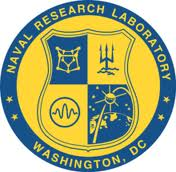 NAVAL RESEARCH LABORATORY
WASHINGTON, DC